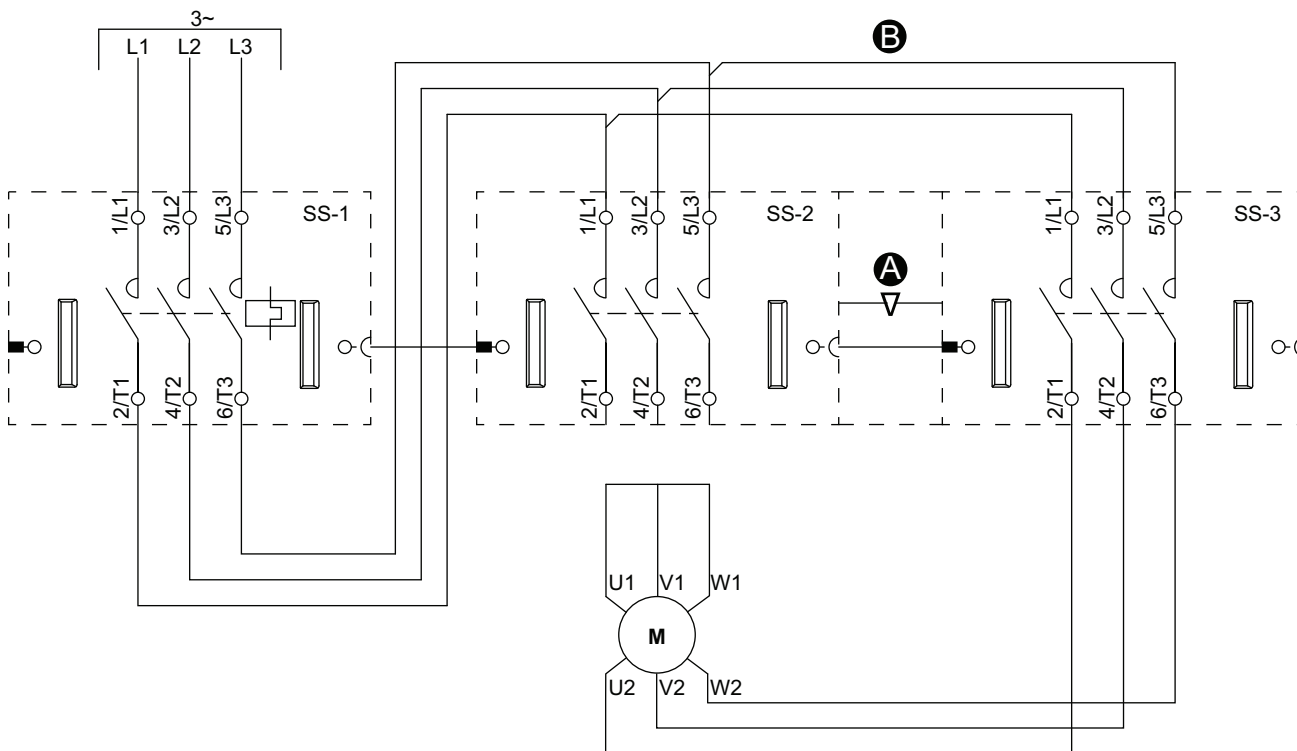 3~
L1 L2 L3
B
1/L1 3/L2 5/L3 SS-1
1/L1 3/L2 5/L3 SS-2
1/L1 3/L2 5/L3 SS-3
A
2/T1 4/T2 6/T3
2/T1 4/T2 6/T3
2/T1 4/T2 6/T3
U1 V1 W1
M
U2 V2 W2